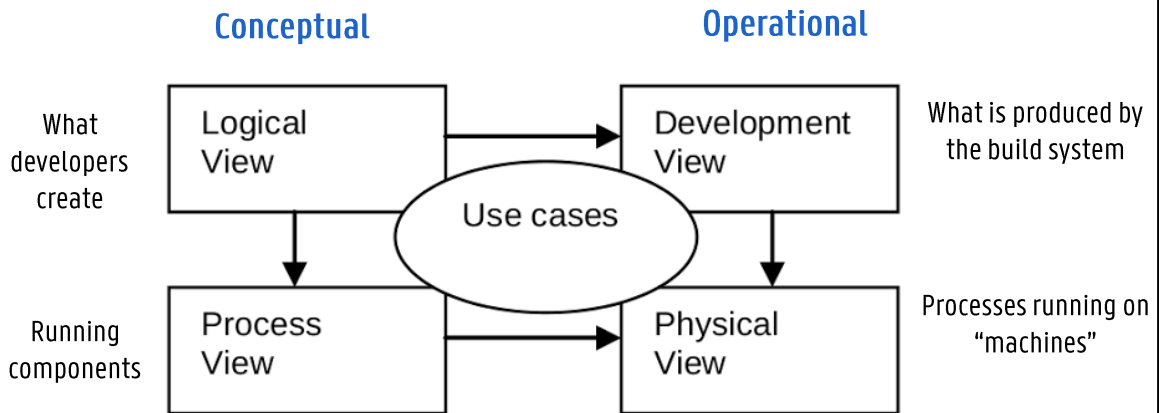 Conceptual
Operational
What
developers
create
Logical
View
Development
View
What is produced by
the build system
Use cases
Running
components
Process
View
Physical
View
Processes running on
“machines”